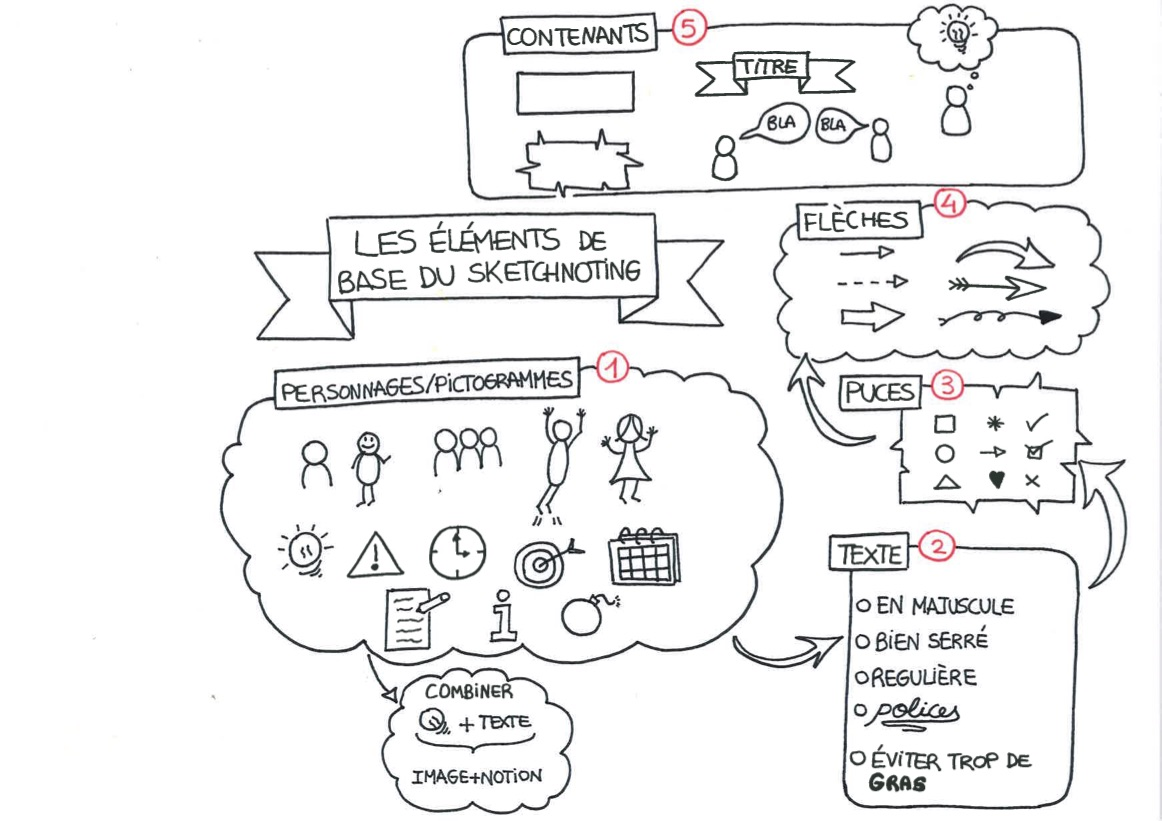 LES ÉLÉMENTS DE
BASE DU SKETCHNOTING
PERSONNAGES/PICTOGRAMMES 1
COMBINER
+ TEXTE
IMAGE+NOTION
TEXTE 2
EN MAJUSCULE
BIEN SERRÉ
REGULIÈRE
polices
ÉVITER TROP DE
GRAS
PUCES 3
FLÈCHES 4
CONTENANTS 5
TITRE
BLA BLA